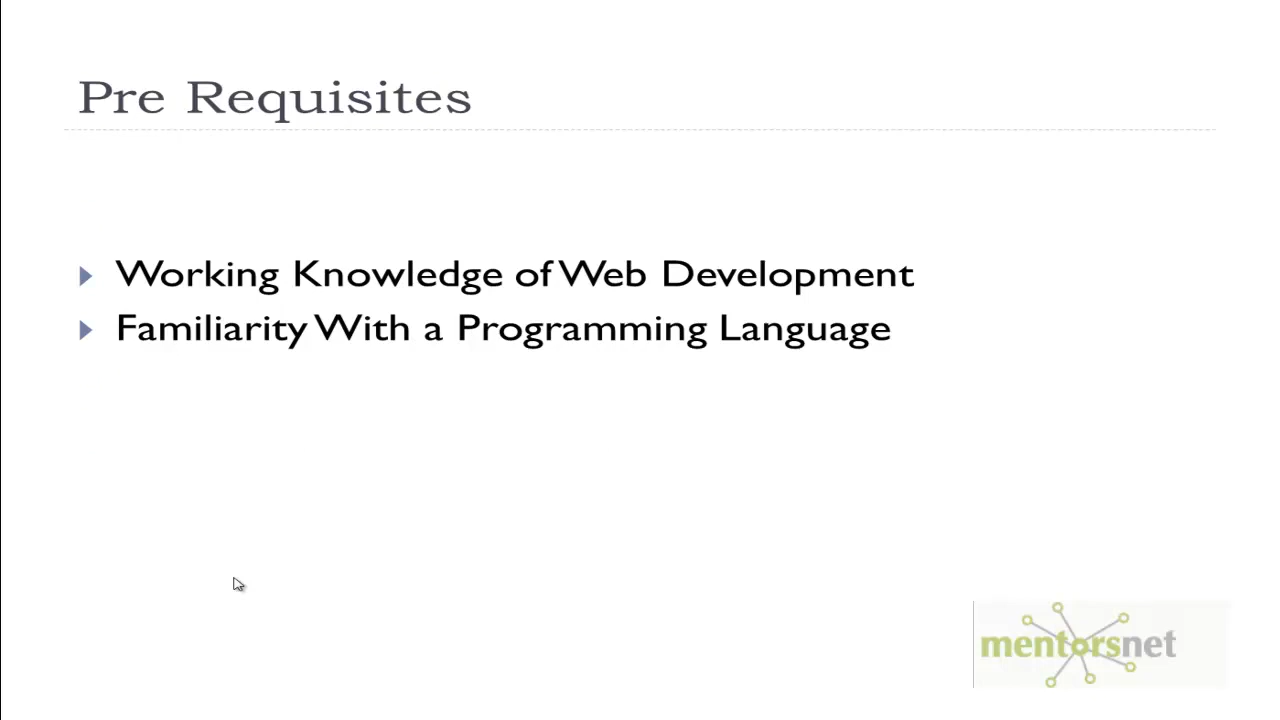 Pre Requisites
Working Knowledge of Web Development
Familiarity With a Programming Language
mentorsnet